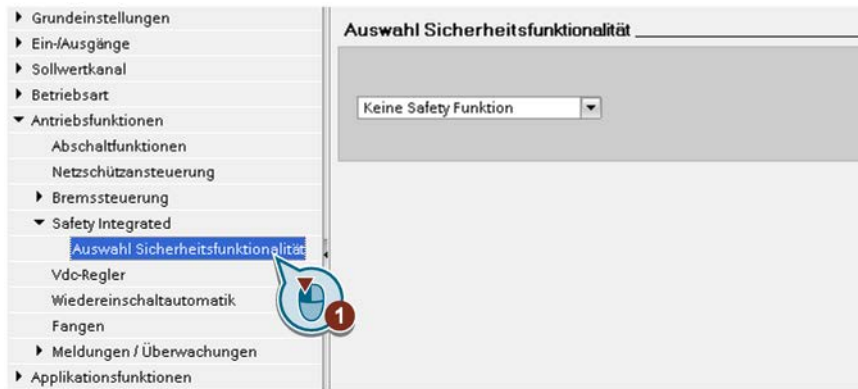 Grundeinstellungen
Ein-/Ausgänge
Sollwertkanal
Betriebsart
Antriebsfunktionen
Abschaltfunktionen
Netzschützansteuerung
Bremssteuerung
Safety Integrated
Auswahl Sicherheitsfunktionalität
Vdc-Regler
Wiedereinschaltautomatik
Fangen
Meldungen / Überwachungen
Applikationsfunktionen
1
Auswahl Sicherheitsfunktionalität
Keine Safety Funktion